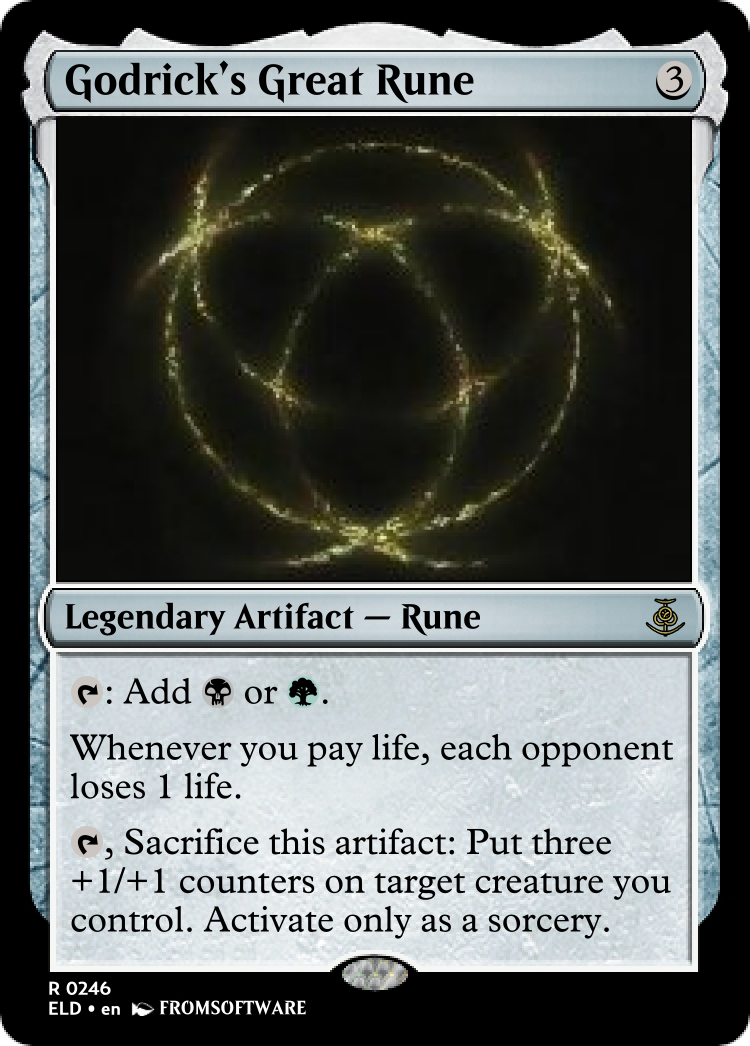 Godrick's Great Rune 3
Legendary Artifact — Rune
: Add or .
Whenever you pay life, each opponent
loses 1 life.
, Sacrifice this artifact: Put three
+1/+1 counters on target creature you
control. Activate only as a sorcery.
R 0246
ELD • en FROMSOFTWARE